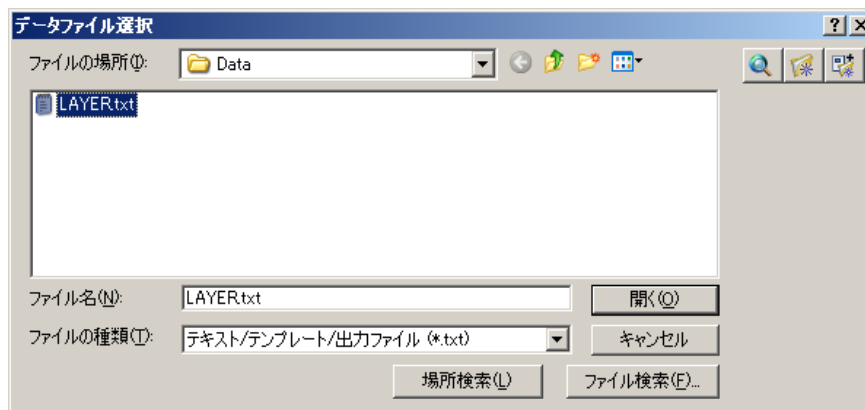 データファイル選択
ファイルの場所(I):
Data
LAYER.txt
ファイル名(N):
LAYER.txt
開く(O)
ファイルの種類(T):
テキスト/テンプレート/出力ファイル (*.txt)
キャンセル
場所検索(L)
ファイル検索(F)...